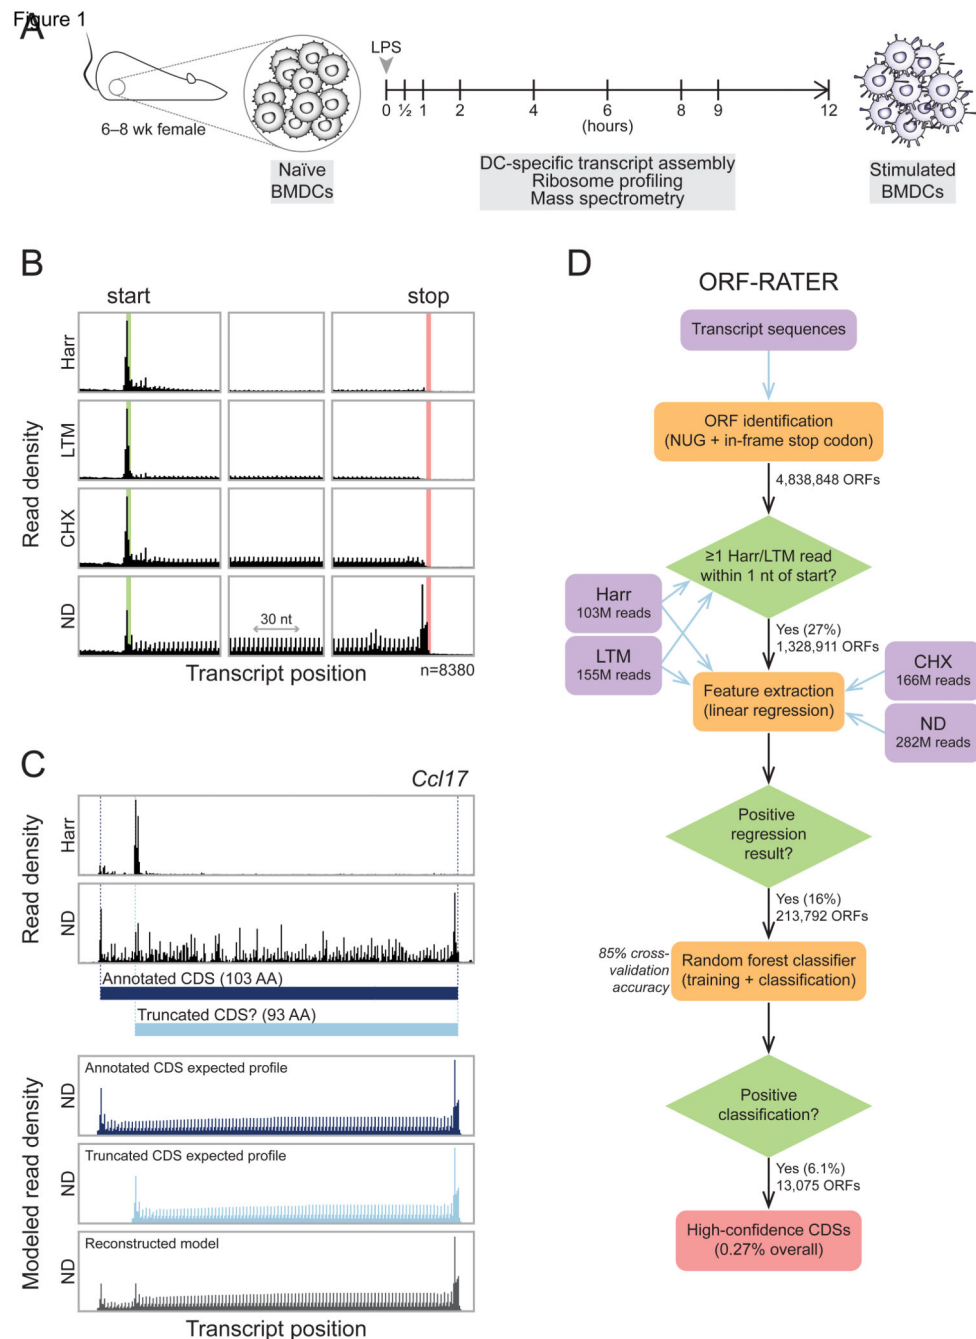 Figure 1
A
LPS
0 ½ 1 2 4 6 8 9 12
(hours)
6–8 wk female
Naïve
BMDCs
DC-specific transcript assembly
Ribosome profiling
Mass spectrometry
Stimulated
BMDCs
B
start stop
Read density
Harr
LTM
CHX
ND
30 nt
Transcript position
n=8380
C
Ccl17
Read density
Harr
ND
Annotated CDS (103 AA)
Truncated CDS? (93 AA)
Modeled read density
ND
Annotated CDS expected profile
ND
Truncated CDS expected profile
ND
Reconstructed model
Transcript position
D
ORF-RATER
Transcript sequences
ORF identification
(NUG + in-frame stop codon)
4,838,848 ORFs
≥1 Harr/LTM read
within 1 nt of start?
Harr
103M reads
LTM
155M reads
Yes (27%)
1,328,911 ORFs
CHX
166M reads
ND
282M reads
Feature extraction
(linear regression)
Positive
regression
result?
Yes (16%)
213,792 ORFs
85% cross-
validation
accuracy
Random forest classifier
(training + classification)
Positive
classification?
Yes (6.1%)
13,075 ORFs
High-confidence CDSs
(0.27% overall)